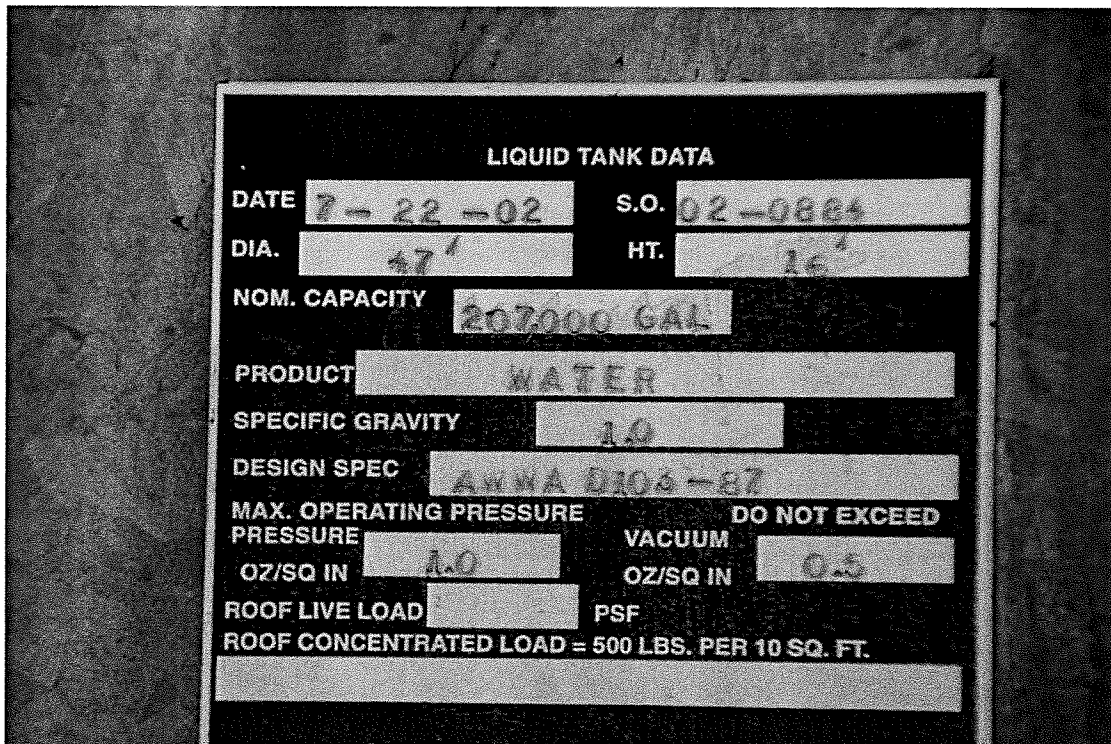 LIQUID TANK DATA
DATE 7-22-02 S.O. 02-0884
DIA. 47' HT. 16'
NOM. CAPACITY 207,000 GAL
PRODUCT WATER
SPECIFIC GRAVITY 1.0
DESIGN SPEC AWWA D103-87
MAX. OPERATING PRESSURE DO NOT EXCEED
PRESSURE VACUUM
OZ/SQ IN 1.0 OZ/SQ IN 0.5
ROOF LIVE LOAD PSF
ROOF CONCENTRATED LOAD = 500 LBS. PER 10 SQ. FT.